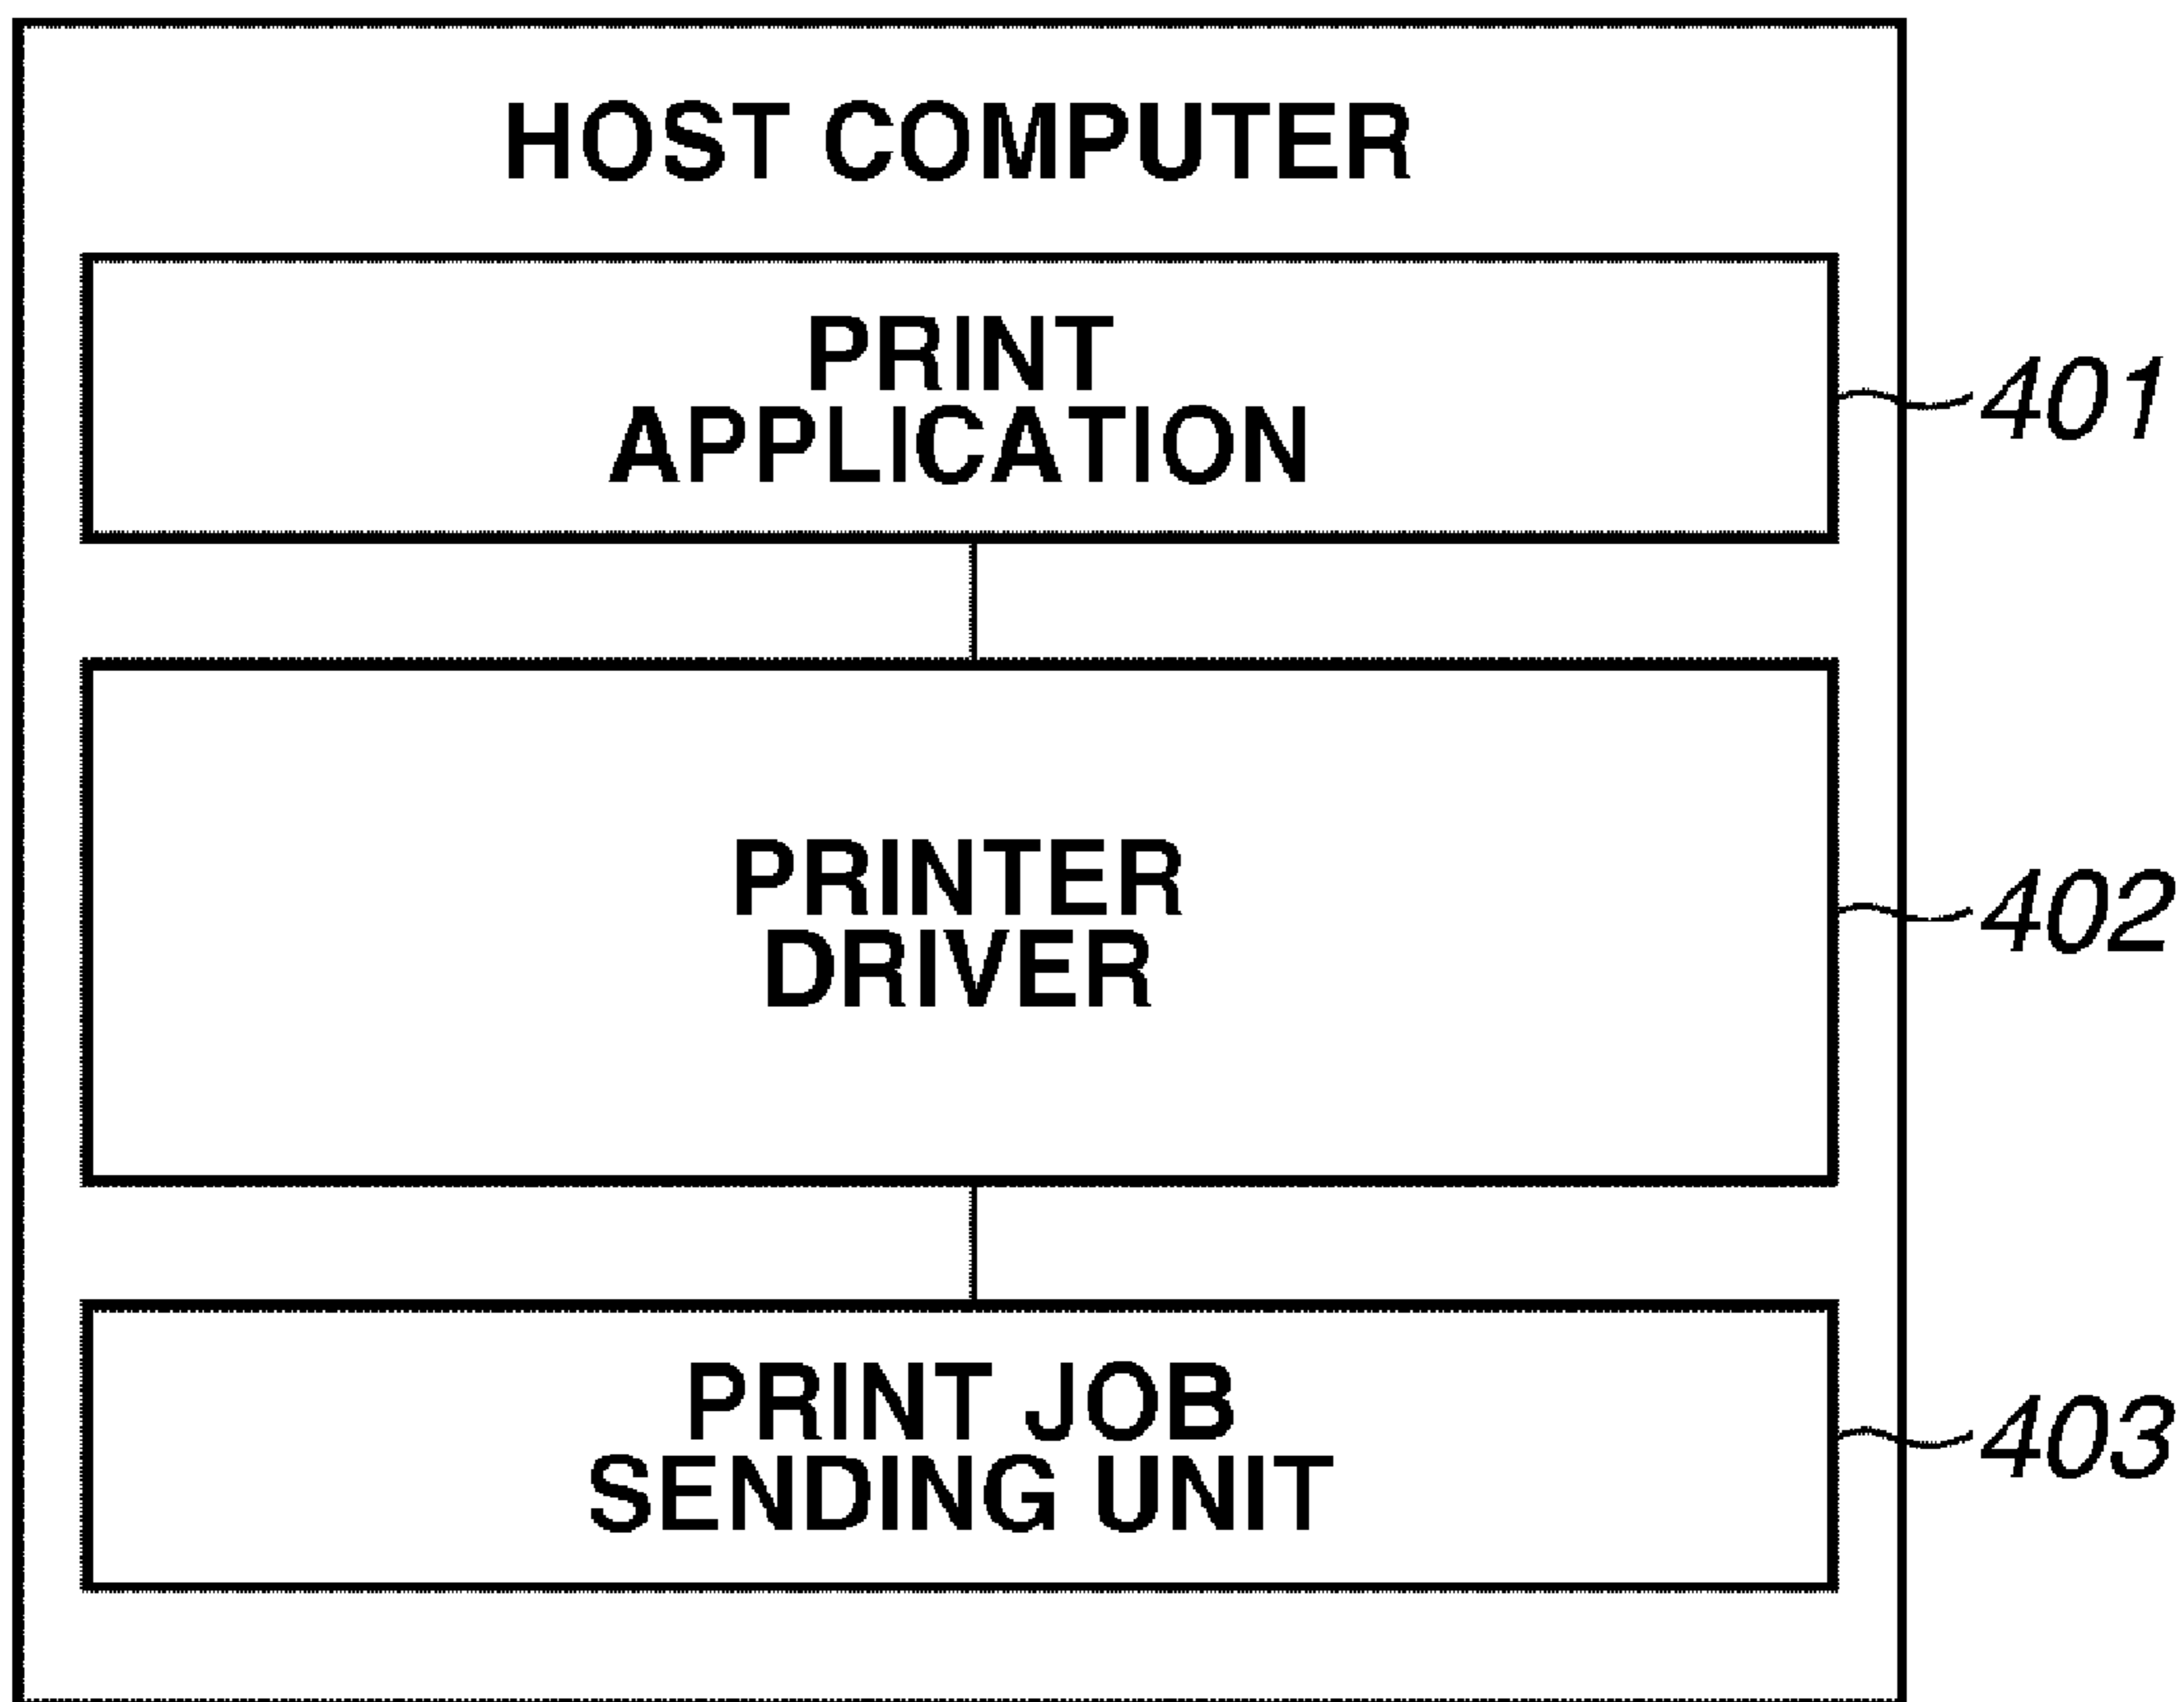 HOST COMPUTER
PRINT
APPLICATION
401
PRINTER
DRIVER
402
PRINT JOB
SENDING UNIT
403